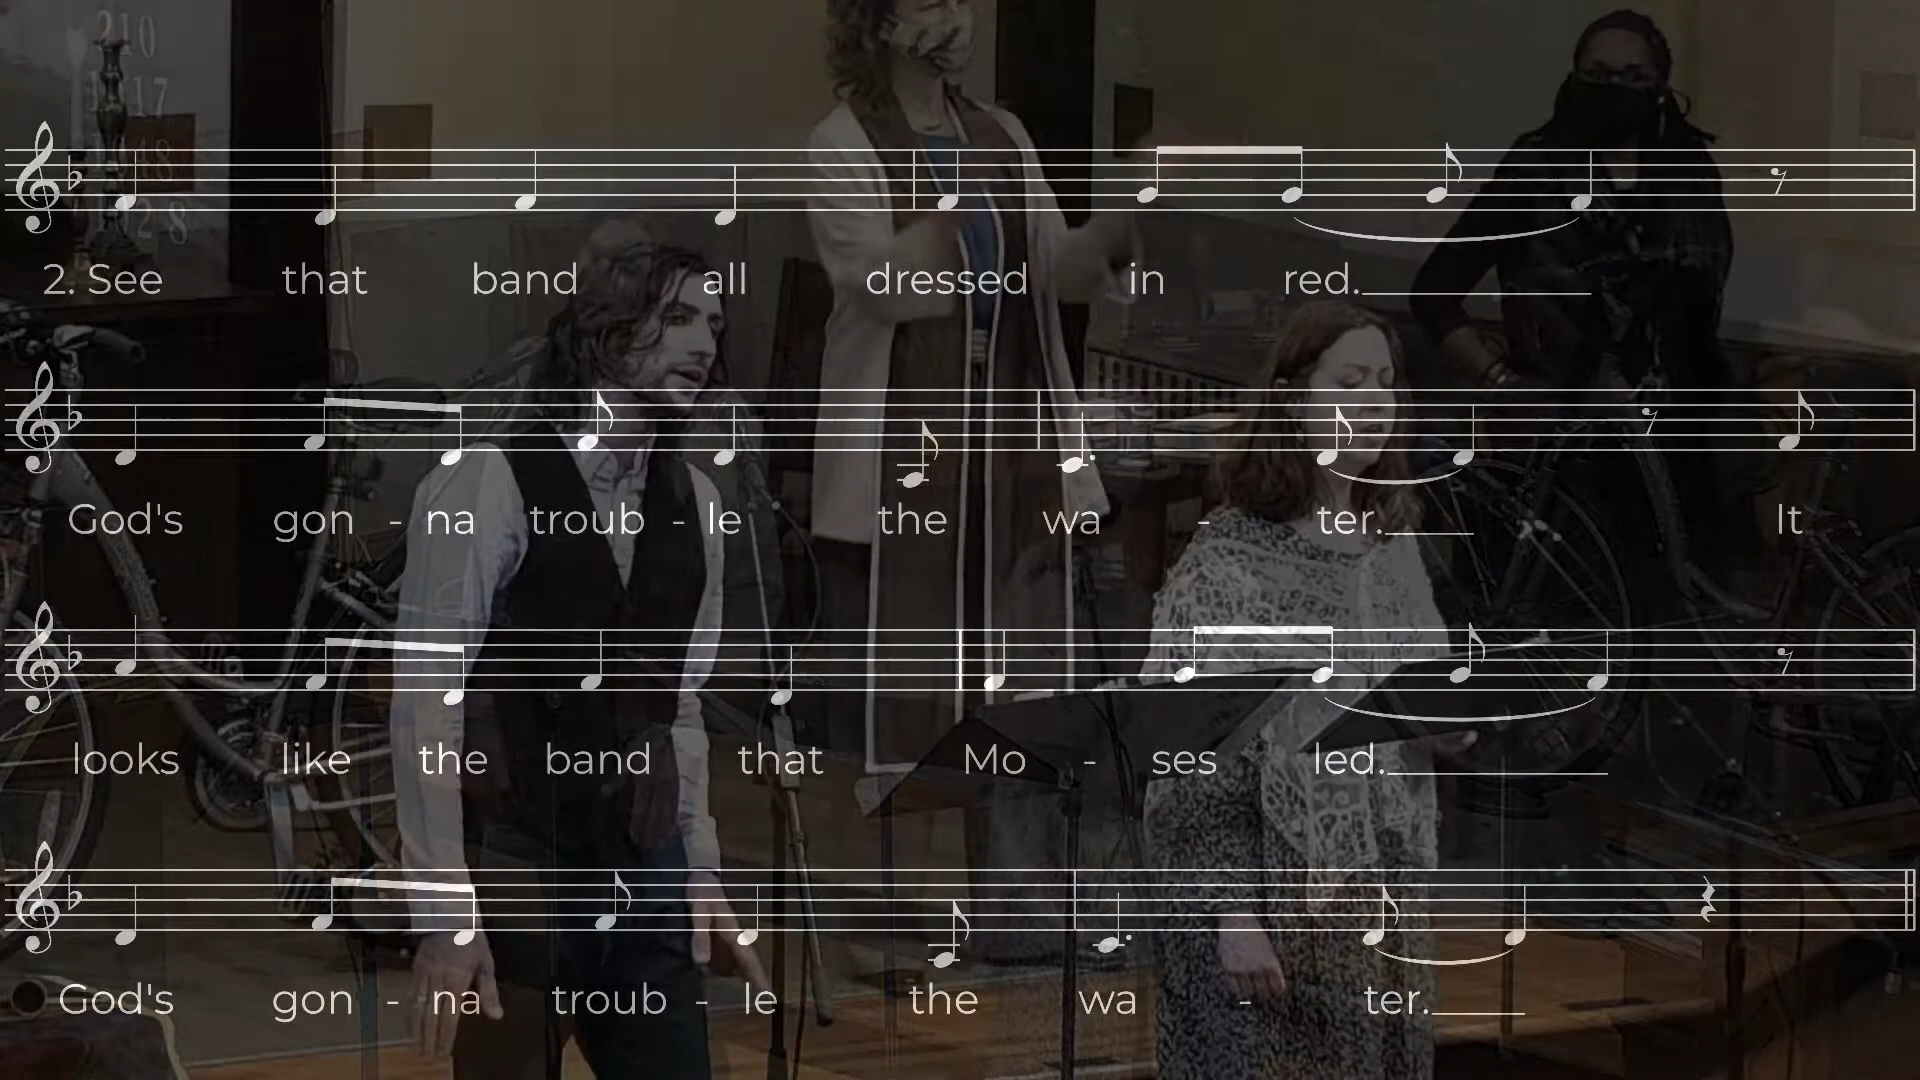 210
2. See that band all dressed in red.
God's gon - na troub - le the wa - ter. It
looks like the band that Mo - ses led.
God's gon - na troub - le the wa - ter.